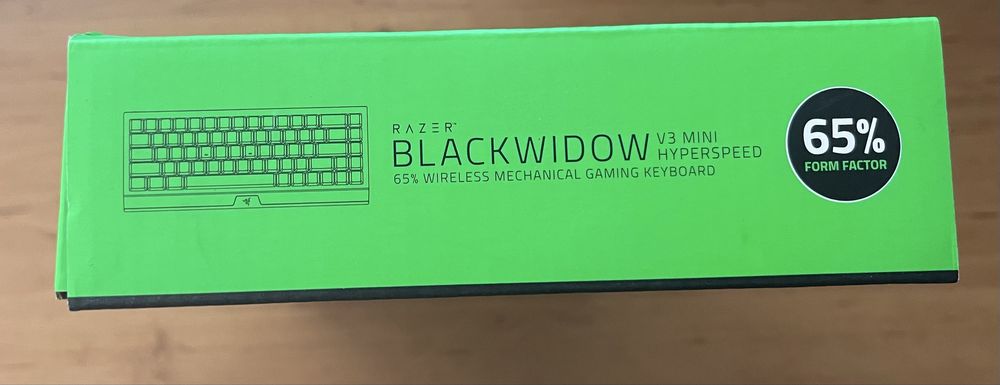 RAZER™
BLACKWIDOW V3 MINI HYPERSPEED
65% WIRELESS MECHANICAL GAMING KEYBOARD
65%
FORM FACTOR